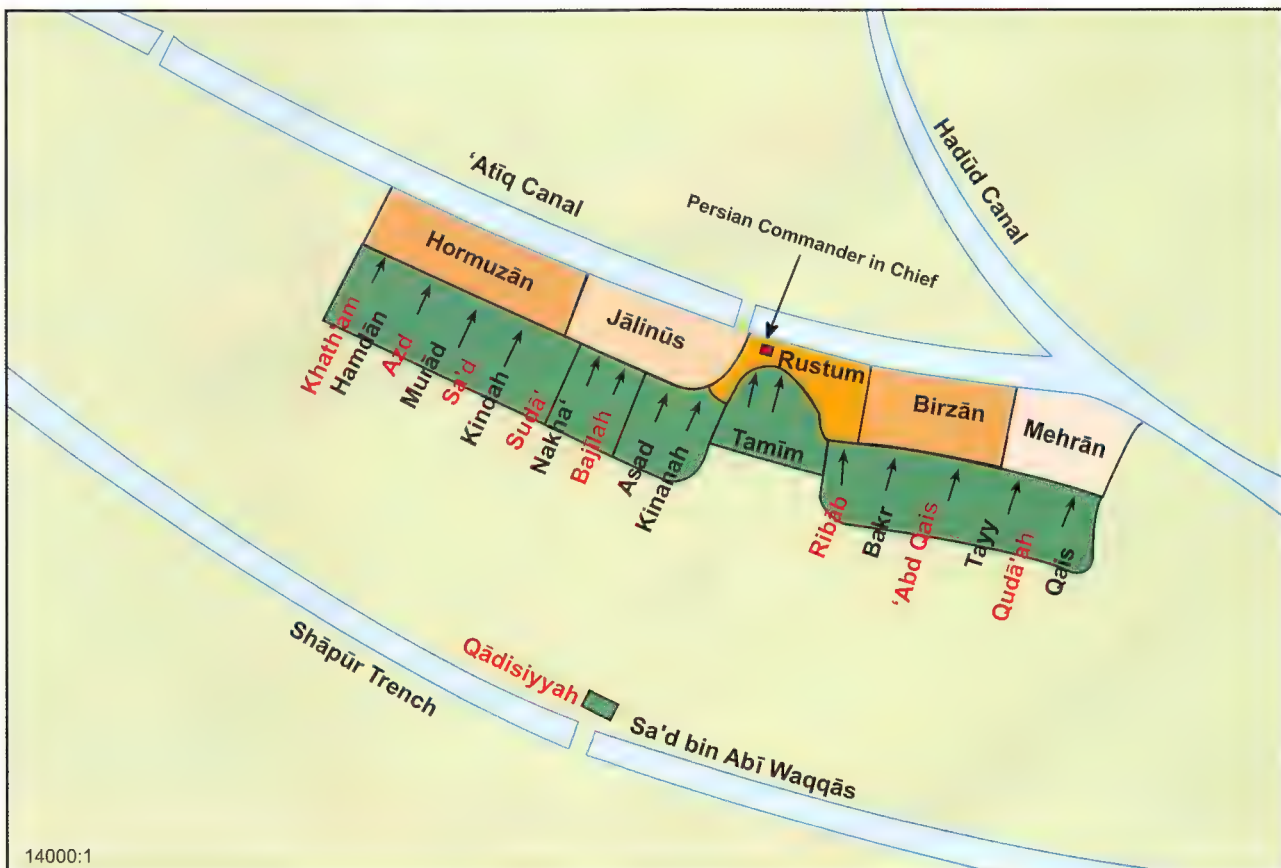 Hadūd Canal
‘Atīq Canal
Persian Commander in Chief
Hormuzān
Jālinūs
Rustum
Birzān
Mehrān
Khath'am
Hamdān
Azd
Murād
Sa'd
Kindah
Sudā'
Nakha‘
Bajīlah
Asad
Kinanah
Tamīm
Ribāb
Bakr
‘Abd Qais
Tayy
Qudā'ah
Qais
Shāpūr Trench
Qādisiyyah
Sa'd bin Abī Waqqās
14000:1